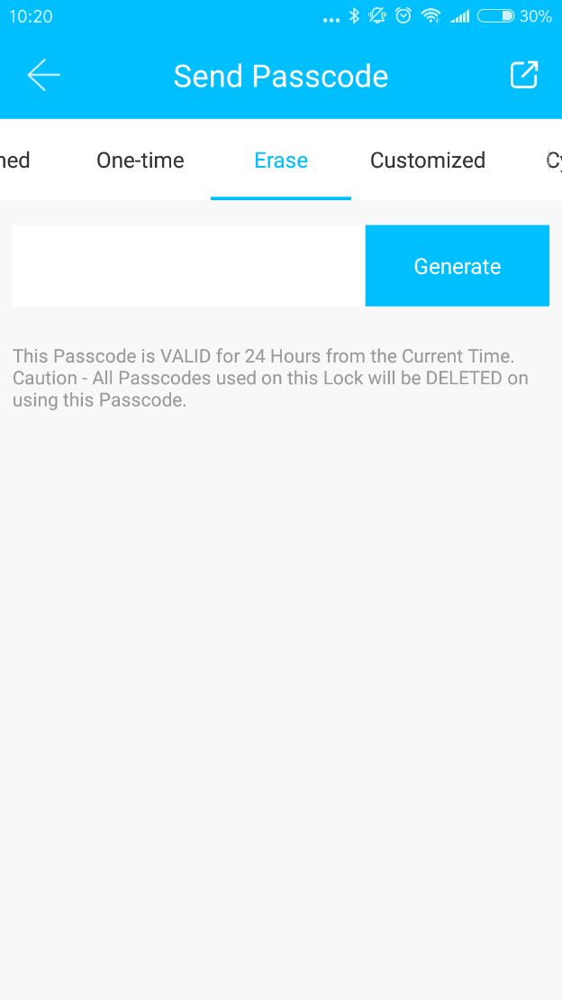 10:20
30%
Send Passcode
ned One-time Erase Customized Cy
Generate
This Passcode is VALID for 24 Hours from the Current Time.
Caution - All Passcodes used on this Lock will be DELETED on
using this Passcode.